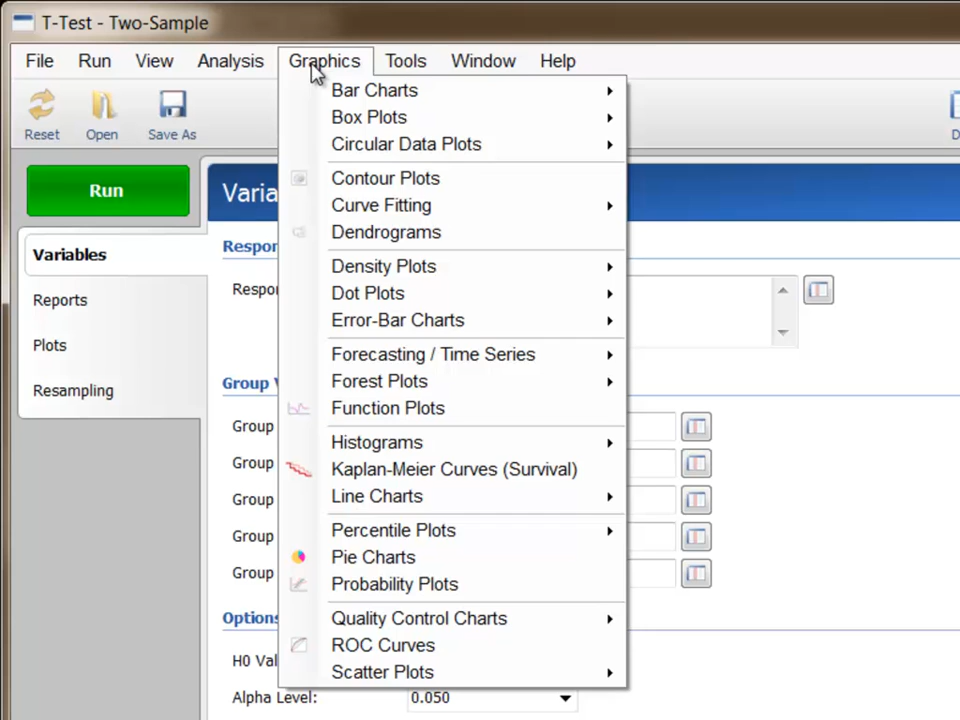 T-Test - Two-Sample
File Run View Analysis Graphics Tools Window Help
Reset Open Save As
Run
Variables
Reports
Plots
Resampling
Bar Charts
Box Plots
Circular Data Plots
Contour Plots
Curve Fitting
Dendrograms
Density Plots
Dot Plots
Error-Bar Charts
Forecasting / Time Series
Forest Plots
Function Plots
Histograms
Kaplan-Meier Curves (Survival)
Line Charts
Percentile Plots
Pie Charts
Probability Plots
Quality Control Charts
ROC Curves
Scatter Plots
Varia
Respon
Respon
Group V
Group
Group
Group
Group
Group
Options
H0 Val
Alpha Level: 0.050